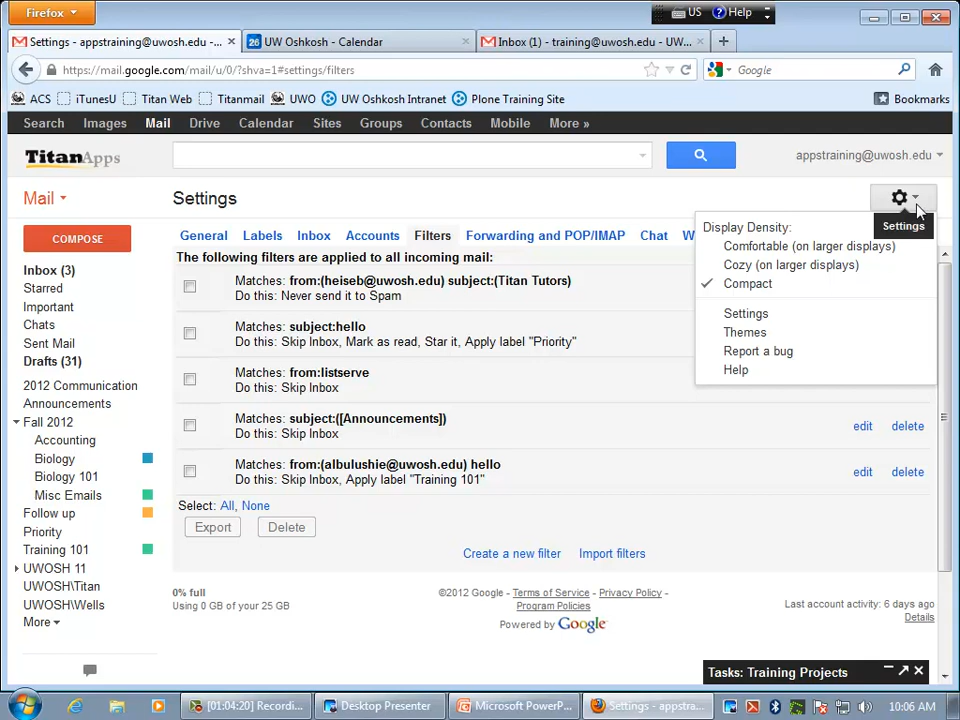 Firefox
US Help
Settings - appstraining@uwosh.edu -...
26 UW Oshkosh - Calendar
Inbox (1) - training@uwosh.edu - UW...
https://mail.google.com/mail/u/0/?shva=1#settings/filters
Google
ACS iTunesU Titan Web Titanmail UWO UW Oshkosh Intranet Plone Training Site Bookmarks
Search Images Mail Drive Calendar Sites Groups Contacts Mobile More »
TitanApps
appstraining@uwosh.edu
Mail
Settings
Settings
COMPOSE
General Labels Inbox Accounts Filters Forwarding and POP/IMAP Chat W
Display Density:
Comfortable (on larger displays)
Cozy (on larger displays)
Compact
Settings
Themes
Report a bug
Help
The following filters are applied to all incoming mail:
Matches: from:(heiseb@uwosh.edu) subject:(Titan Tutors)
Do this: Never send it to Spam
Matches: subject:hello
Do this: Skip Inbox, Mark as read, Star it, Apply label "Priority"
Matches: from:listserve
Do this: Skip Inbox
Matches: subject:([Announcements])
Do this: Skip Inbox
edit delete
Matches: from:(albulushie@uwosh.edu) hello
Do this: Skip Inbox, Apply label "Training 101"
edit delete
Select: All, None
Export Delete
Create a new filter Import filters
Inbox (3)
Starred
Important
Chats
Sent Mail
Drafts (31)
2012 Communication
Announcements
Fall 2012
Accounting
Biology
Biology 101
Misc Emails
Follow up
Priority
Training 101
UWOSH 11
UWOSH\Titan
UWOSH\Wells
More
0% full
Using 0 GB of your 25 GB
©2012 Google - Terms of Service - Privacy Policy -
Program Policies
Powered by Google
Last account activity: 6 days ago
Details
Tasks: Training Projects
[01:04:20] Recordi...
Desktop Presenter
Microsoft PowerP...
Settings - appstra...
10:06 AM